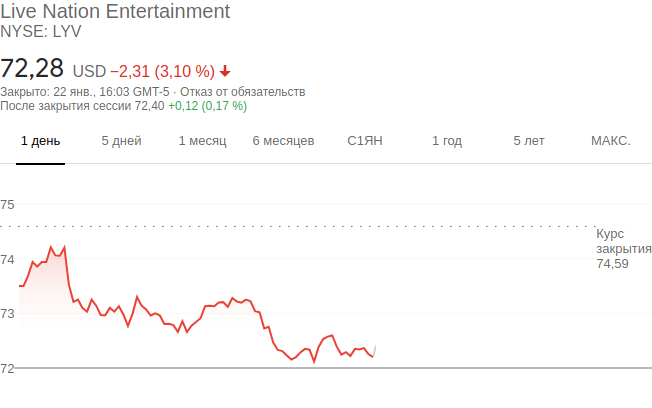 Live Nation Entertainment
NYSE: LYV
72,28 USD −2,31 (3,10 %)
Закрыто: 22 янв., 16:03 GMT-5 · Отказ от обязательств
После закрытия сессии 72,40 +0,12 (0,17 %)
1 день 5 дней 1 месяц 6 месяцев С1ЯН 1 год 5 лет МАКС.
75
Курс
закрытия
74,59
74
73
72